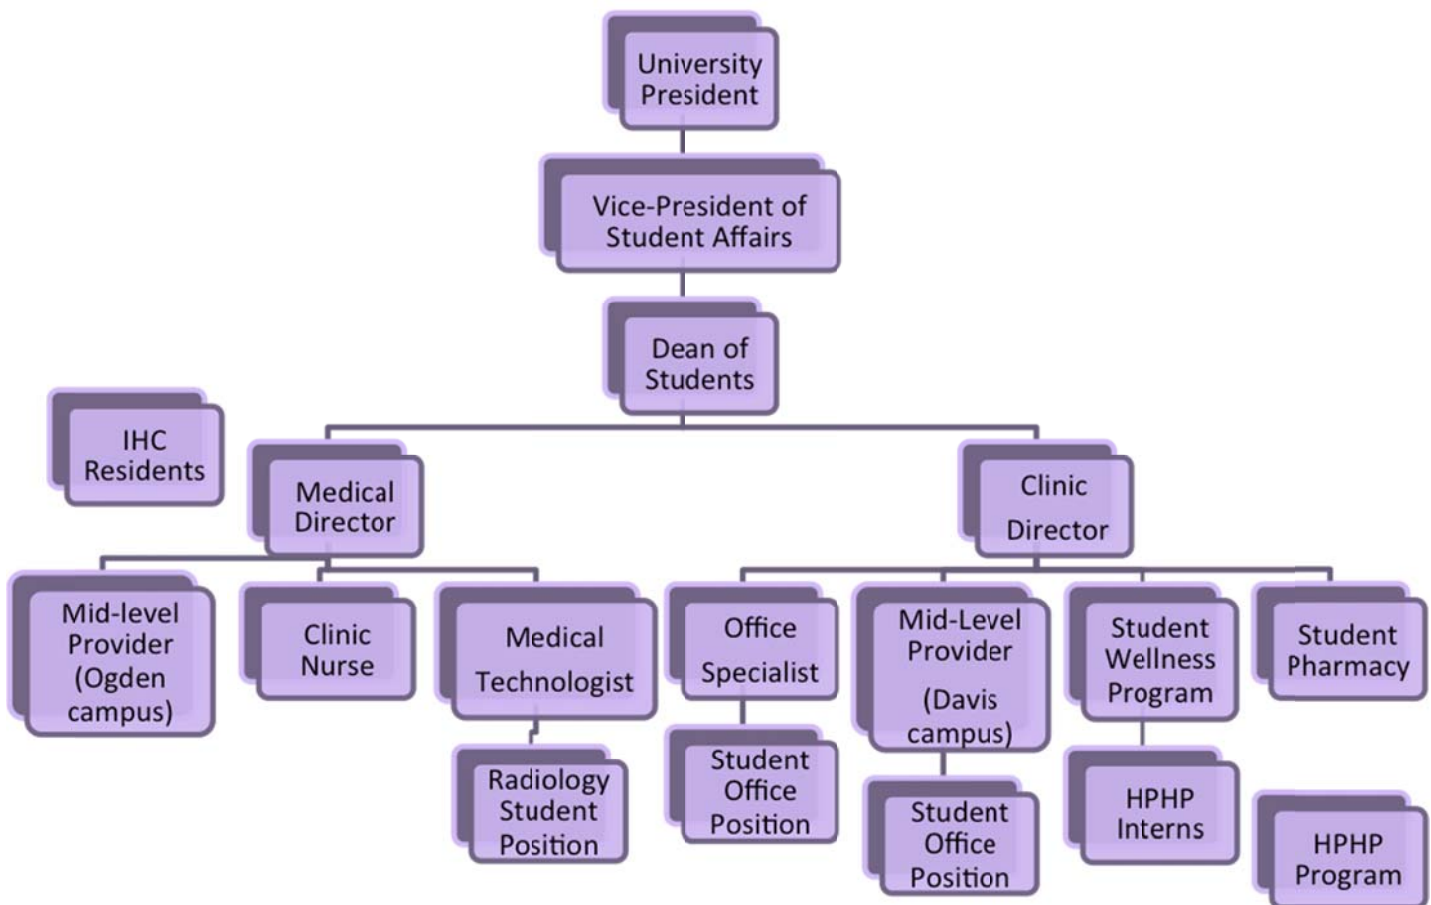 University
President
Vice-President of
Student Affairs
Dean of
Students
IHC
Residents
Medical
Director
Clinic
Director
Mid-level
Provider
(Ogden
campus)
Clinic
Nurse
Medical
Technologist
Office
Specialist
Mid-Level
Provider
(Davis
campus)
Student
Wellness
Program
Student
Pharmacy
Radiology
Student
Position
Student
Office
Position
Student
Office
Position
HPHP
Interns
HPHP
Program